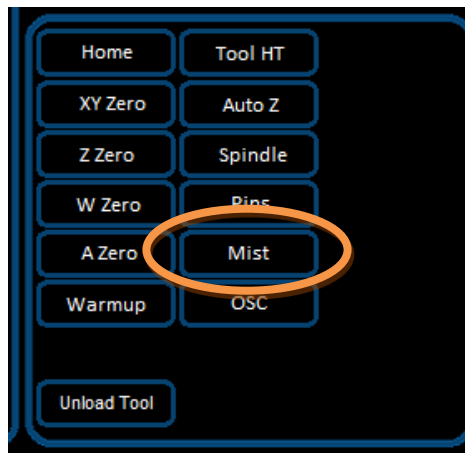 Home
Tool HT
XY Zero
Auto Z
Z Zero
Spindle
W Zero
Pins
A Zero
Mist
Warmup
OSC
Unload Tool